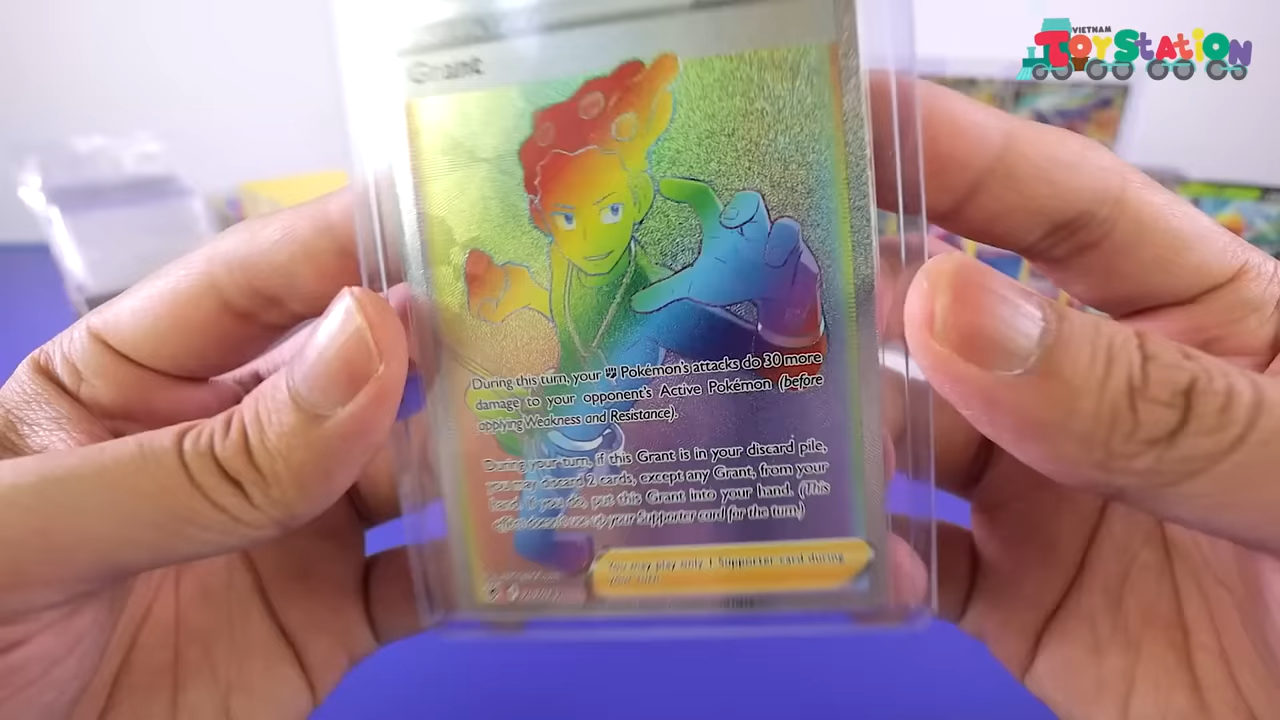 VIETNAM
TOYSTATION
Grant
During this turn, your Pokémon's attacks do 30 more
damage to your opponent's Active Pokémon (before
applying Weakness and Resistance).
During your turn, if this Grant is in your discard pile,
you may discard 2 cards, except any Grant, from your
hand. If you do, put this Grant into your hand. (This
effect doesn't use up your Supporter card for the turn.)
You may play only 1 Supporter card during
your turn.